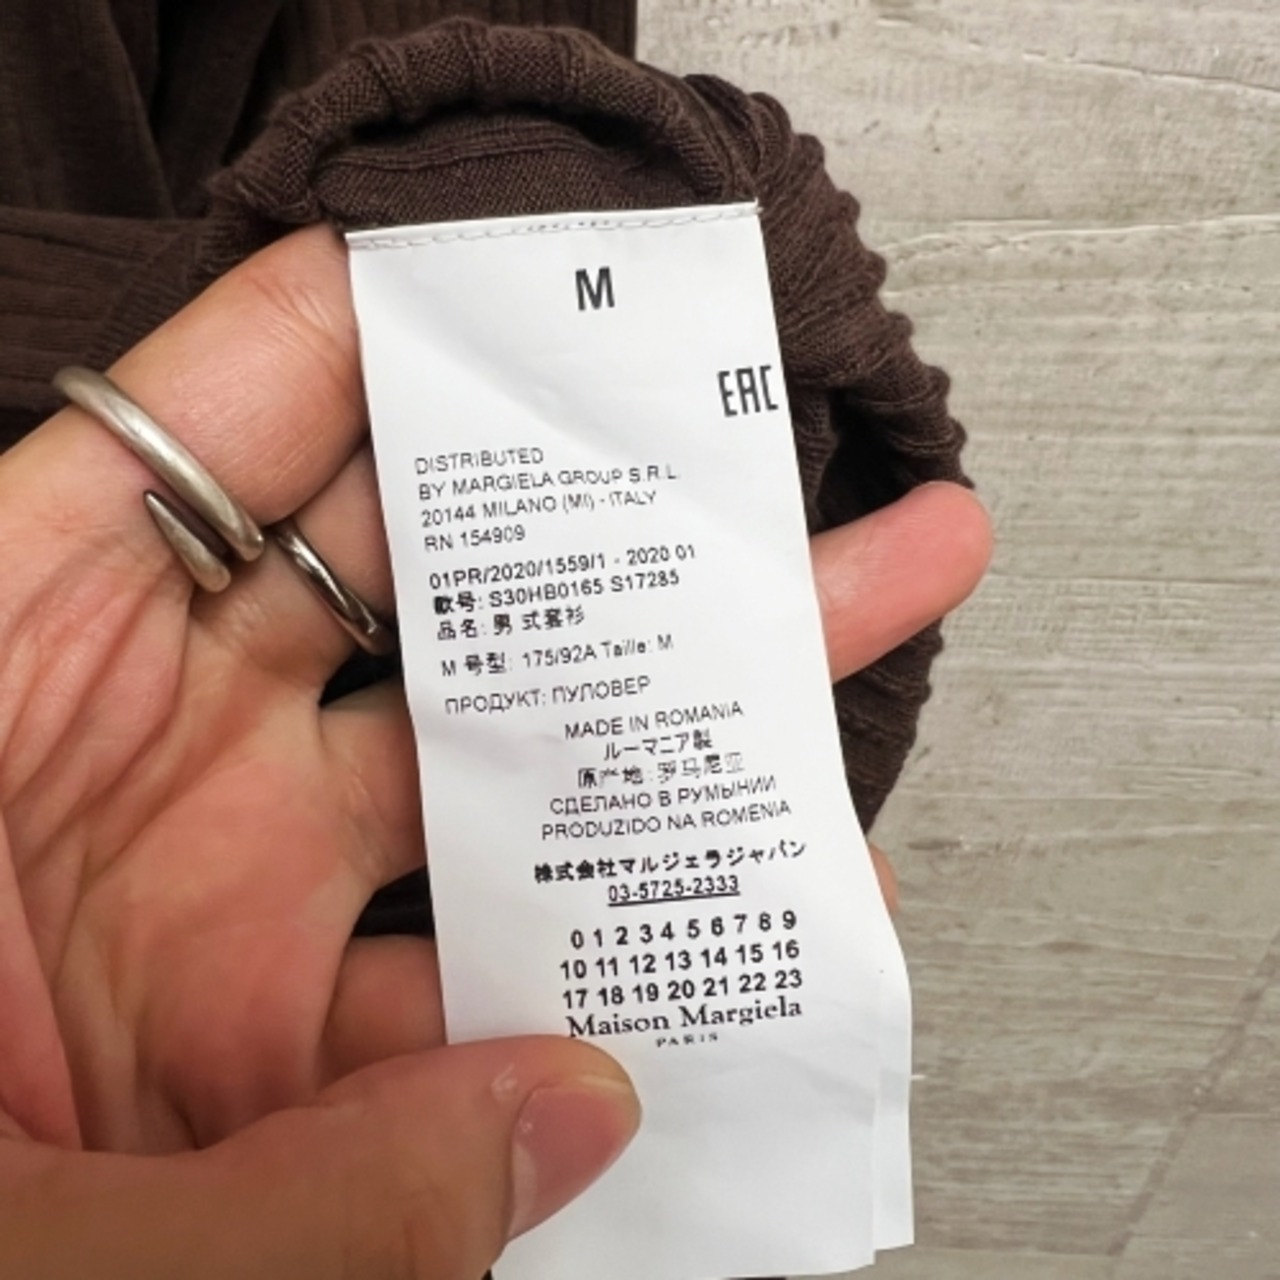 M
EAC
DISTRIBUTED
BY MARGIELA GROUP S.R.L.
20144 MILANO (MI) - ITALY
RN 154909
01PR/2020/1559/1 - 2020 01
款号: S30HB0165 S17285
品名: 男 式套衫
M 号型: 175/92A Taille: M
ПРОДУКТ: ПУЛОВЕР
MADE IN ROMANIA
ルーマニア製
原产地: 罗马尼亚
СДЕЛАНО В РУМЫНИИ
PRODUZIDO NA ROMENIA
株式会社マルジェラジャパン
03-5725-2333
0 1 2 3 4 5 6 7 8 9
10 11 12 13 14 15 16
17 18 19 20 21 22 23
Maison Margiela
PARIS